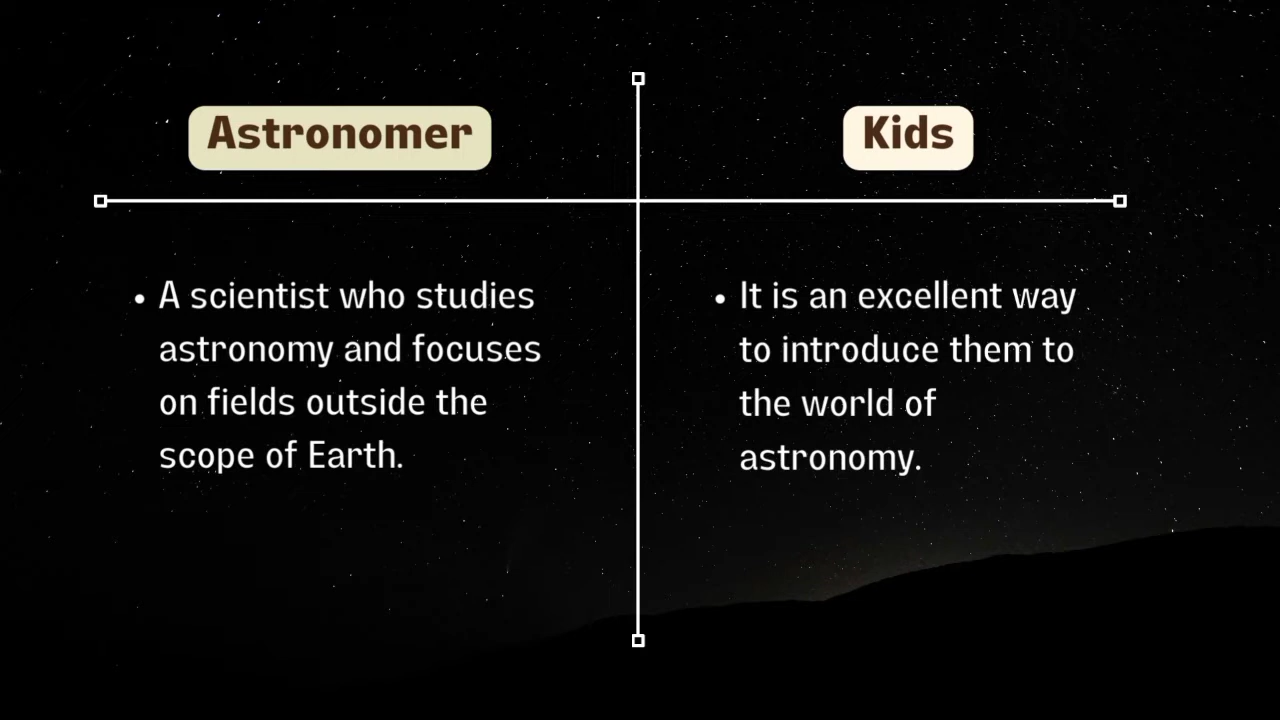 Astronomer
Kids
• A scientist who studies
astronomy and focuses
on fields outside the
scope of Earth.
• It is an excellent way
to introduce them to
the world of
astronomy.